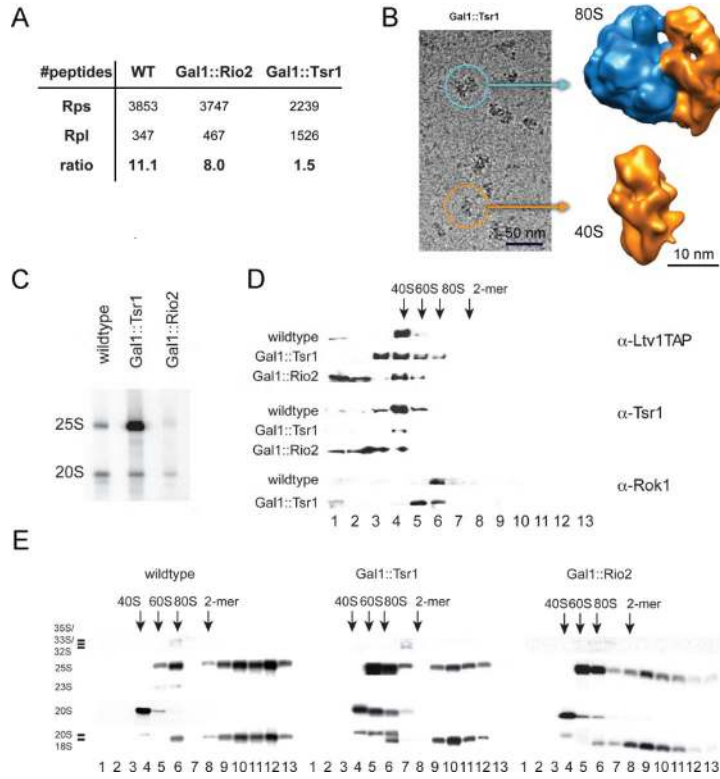 A
#peptides WT Gal1::Rio2 Gal1::Tsr1
Rps 3853 3747 2239
Rpl 347 467 1526
ratio 11.1 8.0 1.5
B
Gal1::Tsr1
80S
50 nm
40S
10 nm
C
wildtype
Gal1::Tsr1
Gal1::Rio2
25S
20S
D
40S 60S 80S 2-mer
wildtype
Gal1::Tsr1
Gal1::Rio2
α-Ltv1TAP
wildtype
Gal1::Tsr1
Gal1::Rio2
α-Tsr1
wildtype
Gal1::Tsr1
α-Rok1
1 2 3 4 5 6 7 8 9 10 11 12 13
E
wildtype Gal1::Tsr1 Gal1::Rio2
40S 60S 80S 2-mer 40S 60S 80S 2-mer 40S 60S 80S 2-mer
35S/
33S/
32S
25S
23S
20S
20S
18S
1 2 3 4 5 6 7 8 9 10 11 12 13 1 2 3 4 5 6 7 8 9 10 11 12 13 1 2 3 4 5 6 7 8 9 10 11 12 13